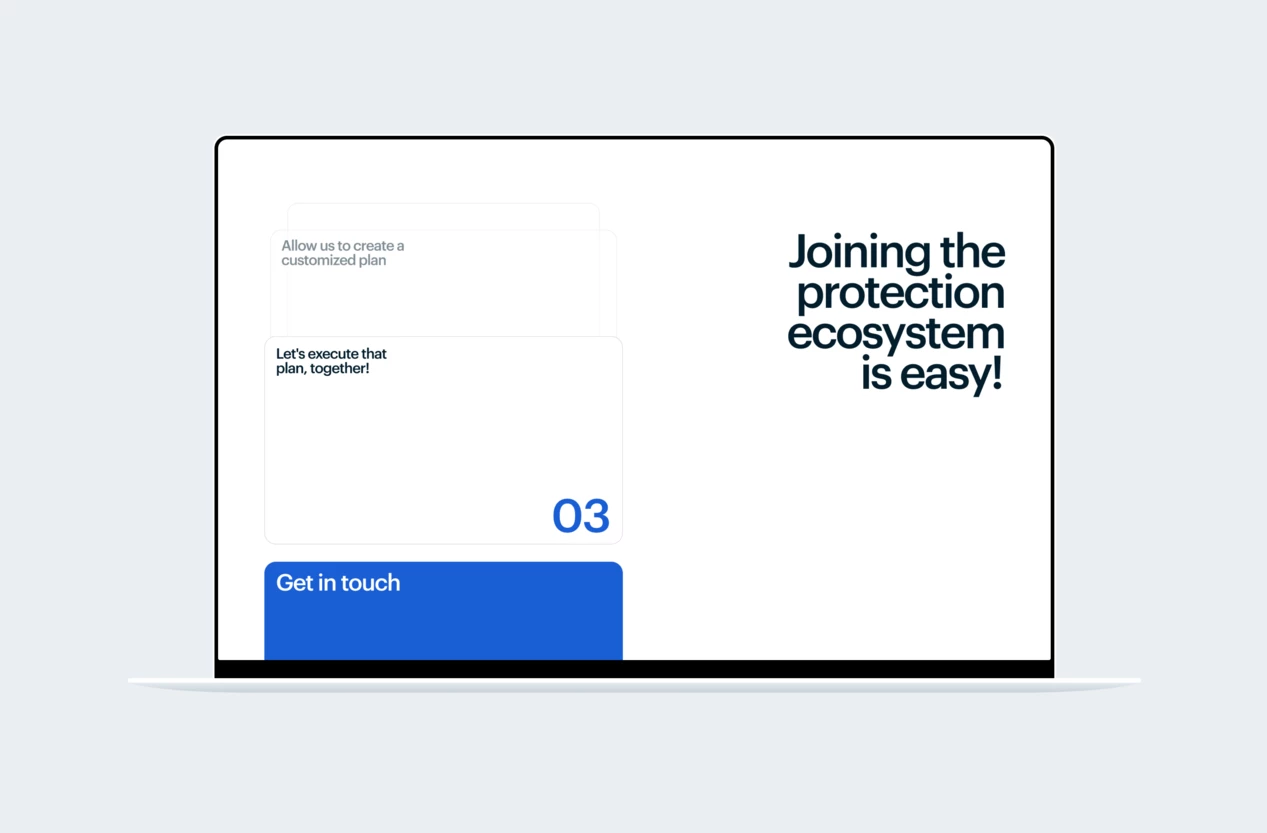 Allow us to create a
customized plan
Let's execute that
plan, together!
03
Get in touch
Joining the
protection
ecosystem
is easy!